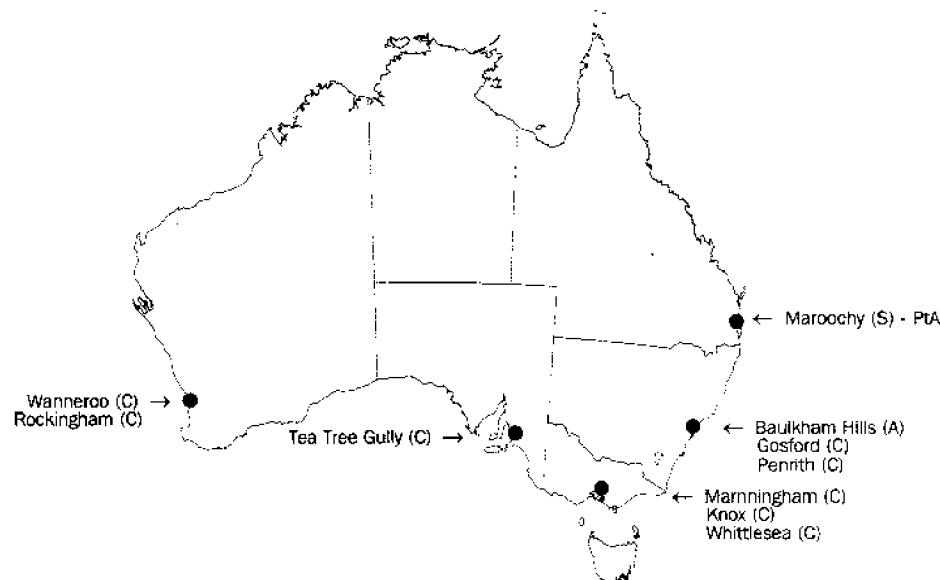 ← Maroochy (S) - PtA
Wanneroo (C) →
Rockingham (C)
Tea Tree Gully (C) →
← Baulkham Hills (A)
Gosford (C)
Penrith (C)
← Marnningham (C)
Knox (C)
Whittlesea (C)